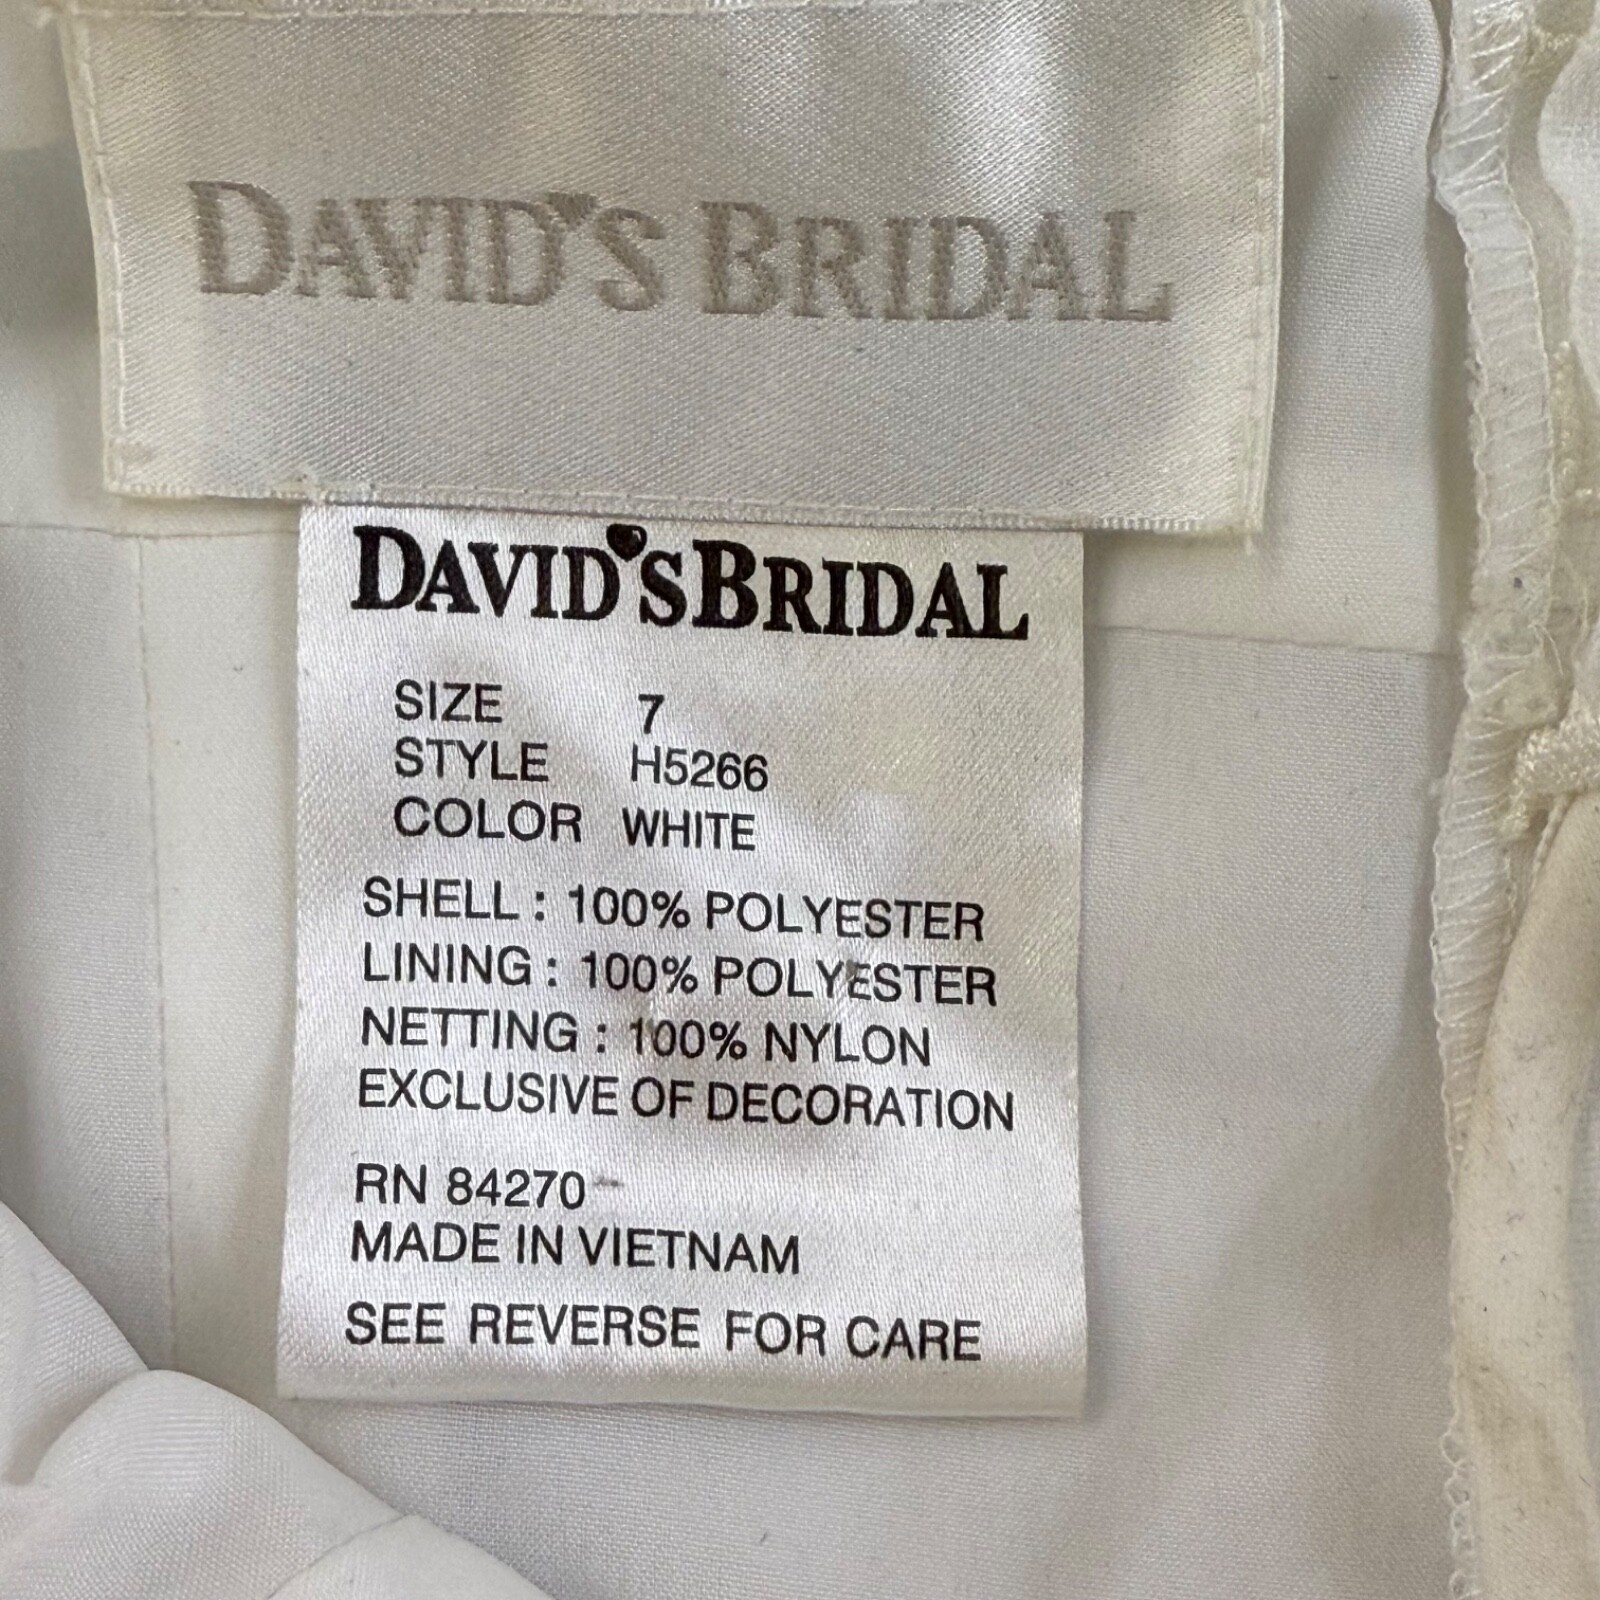 DAVID'S BRIDAL
DAVID'S BRIDAL
SIZE 7
STYLE H5266
COLOR WHITE
SHELL : 100% POLYESTER
LINING : 100% POLYESTER
NETTING : 100% NYLON
EXCLUSIVE OF DECORATION
RN 84270
MADE IN VIETNAM
SEE REVERSE FOR CARE